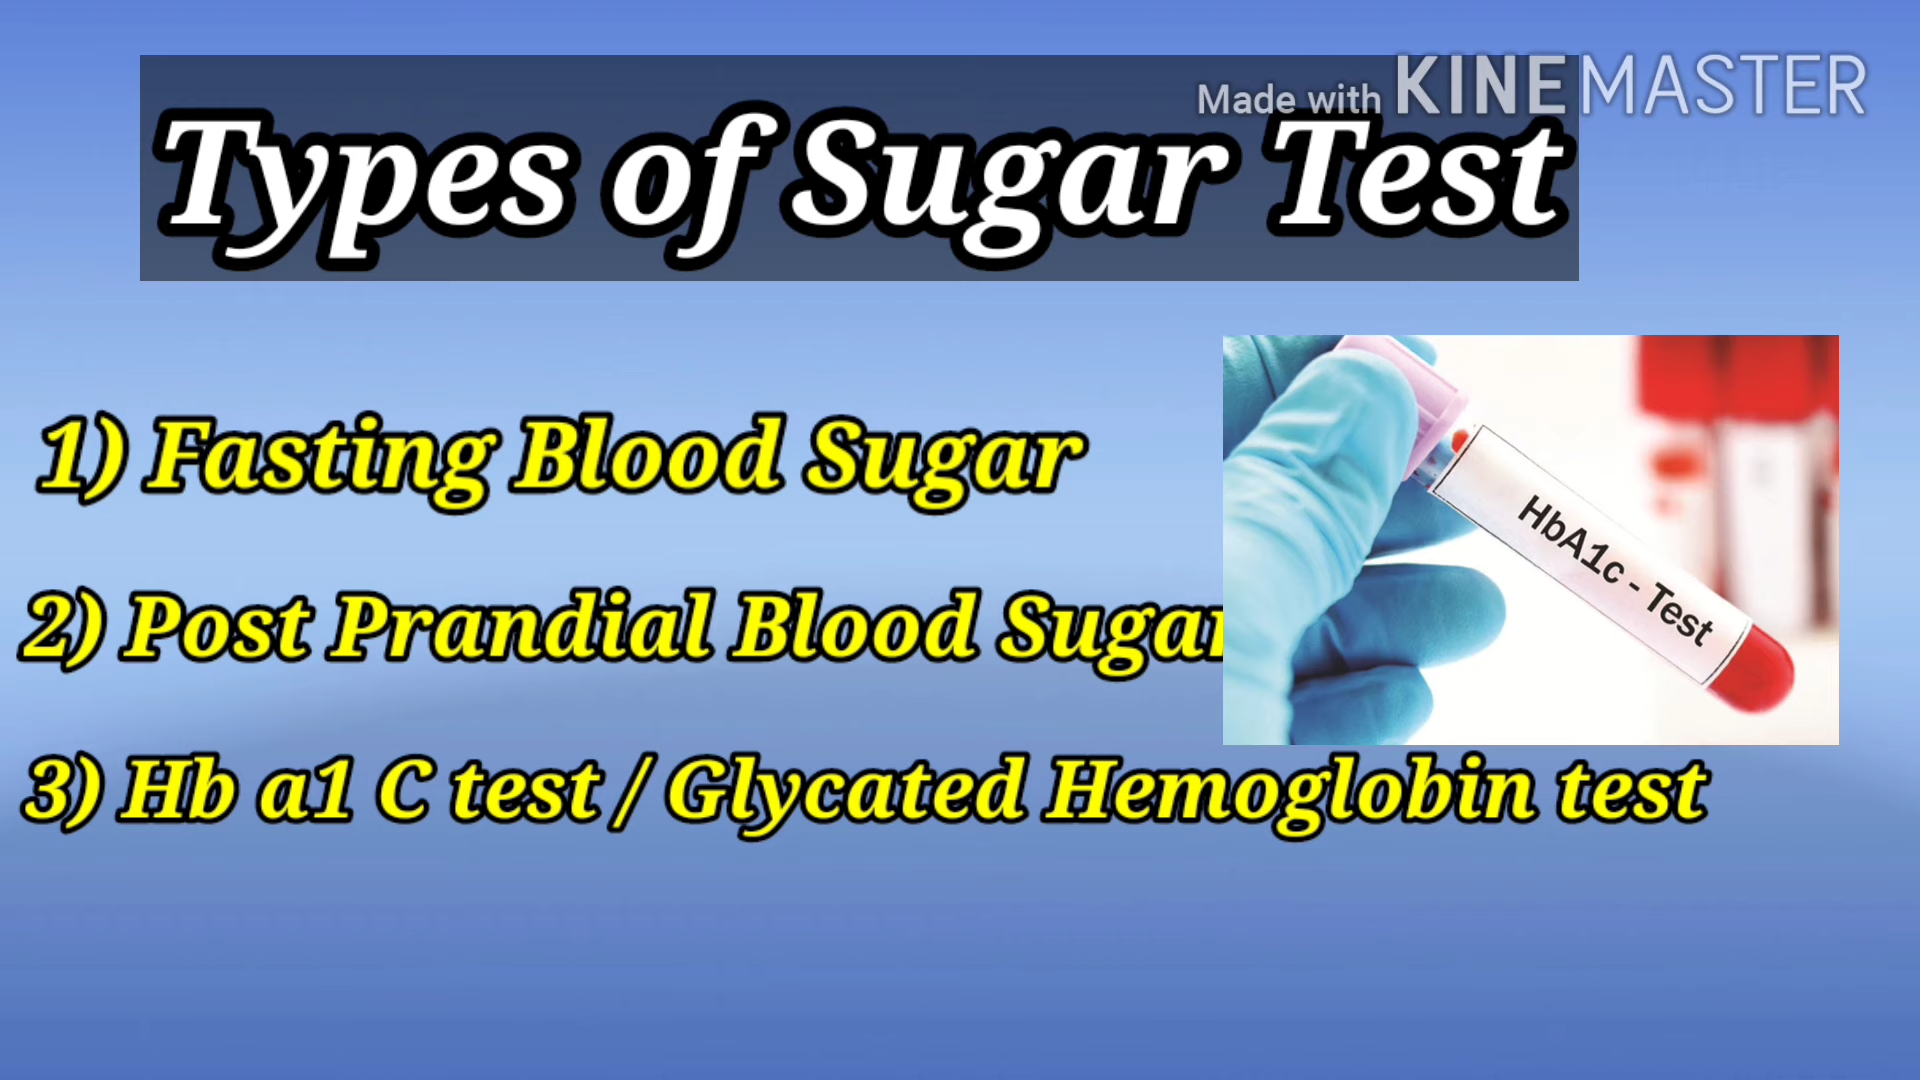 Made with KINEMASTER
Types of Sugar Test
1) Fasting Blood Sugar
2) Post Prandial Blood Sugar
HbA1c - Test
3) Hb a1 C test / Glycated Hemoglobin test